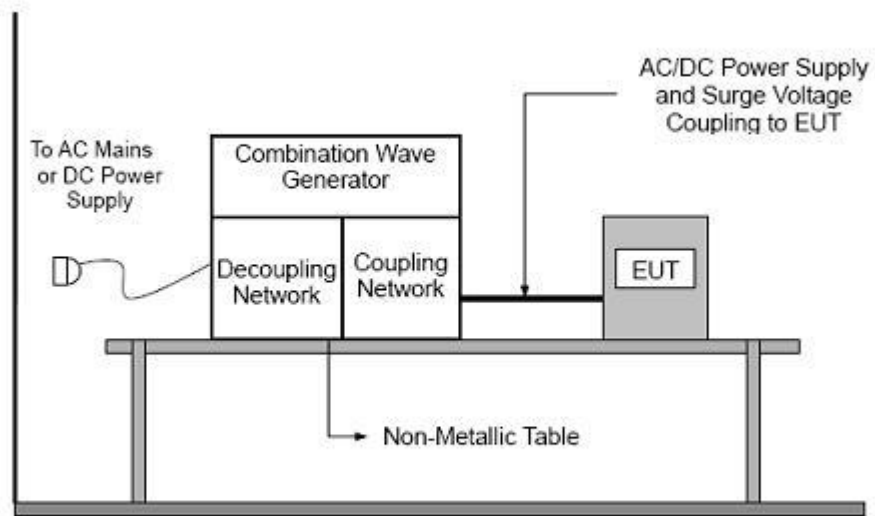 AC/DC Power Supply
and Surge Voltage
Coupling to EUT
To AC Mains
or DC Power
Supply
Combination Wave
Generator
Decoupling
Network
Coupling
Network
EUT
Non-Metallic Table